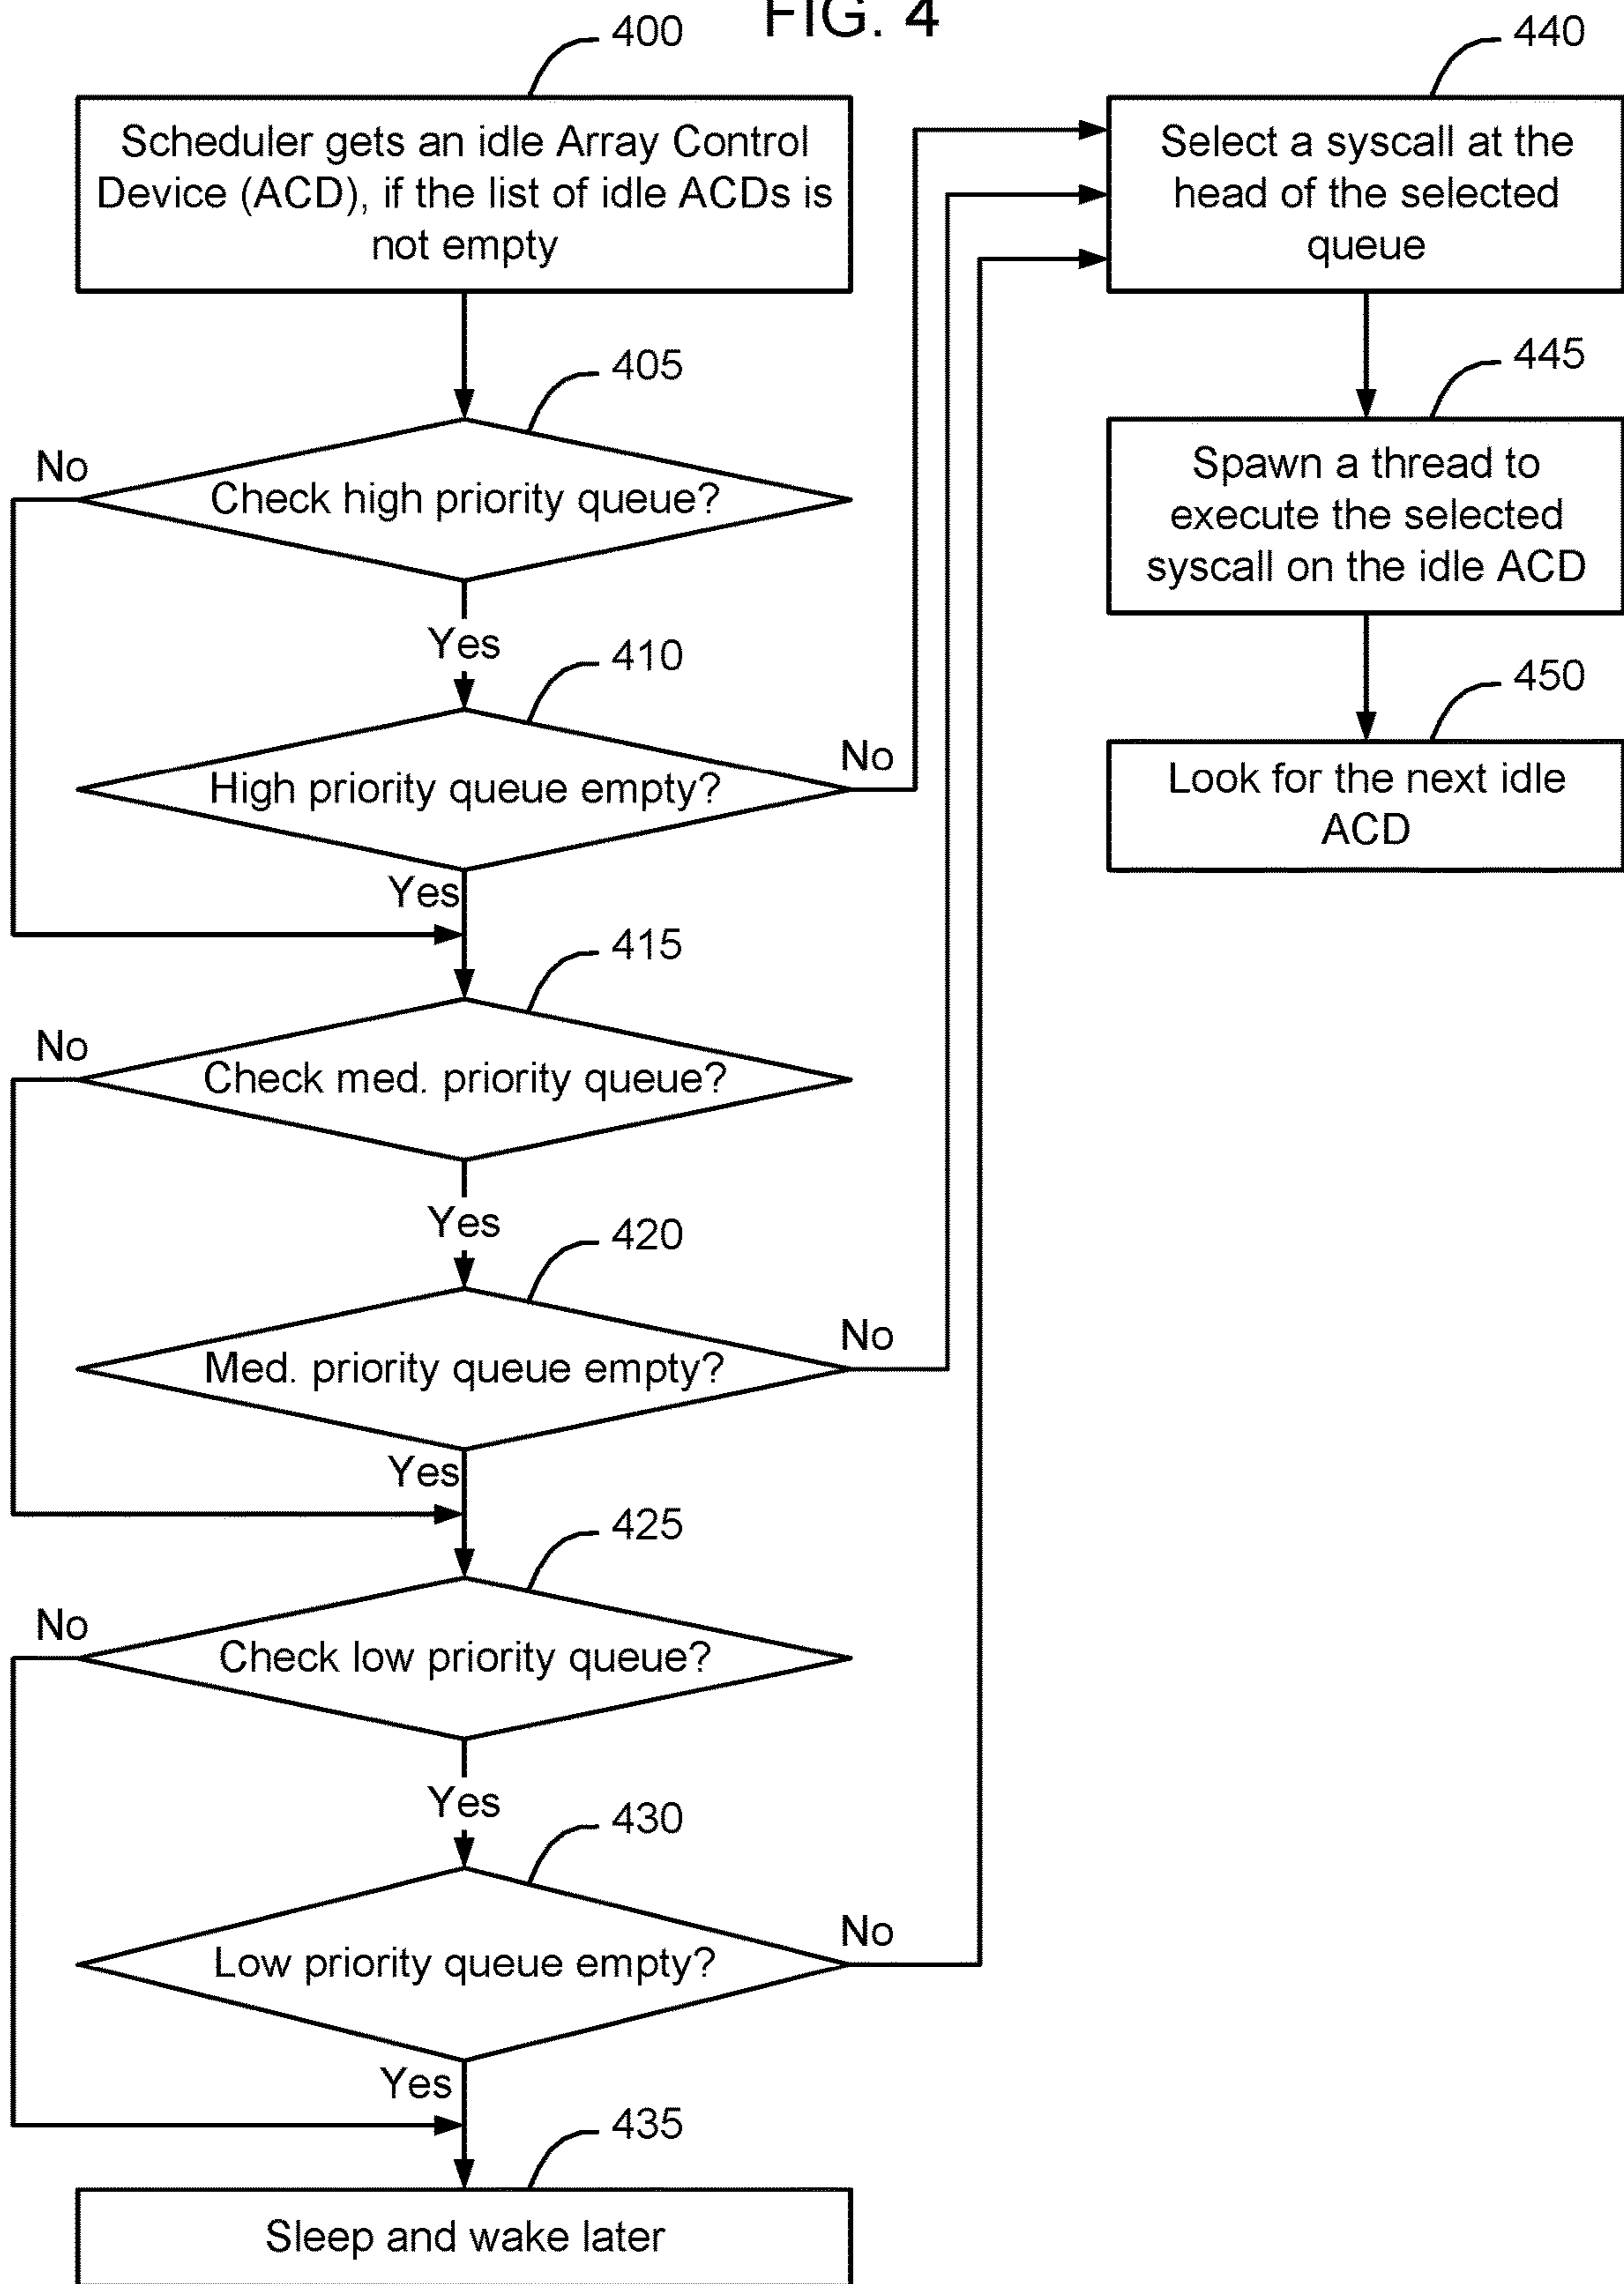 FIG. 4
400
Scheduler gets an idle Array Control
Device (ACD), if the list of idle ACDs is
not empty
405
No
Check high priority queue?
Yes
410
High priority queue empty?
No
Yes
415
No
Check med. priority queue?
Yes
420
Med. priority queue empty?
No
Yes
425
No
Check low priority queue?
Yes
430
Low priority queue empty?
No
Yes
435
Sleep and wake later
440
Select a syscall at the
head of the selected
queue
445
Spawn a thread to
execute the selected
syscall on the idle ACD
450
Look for the next idle
ACD